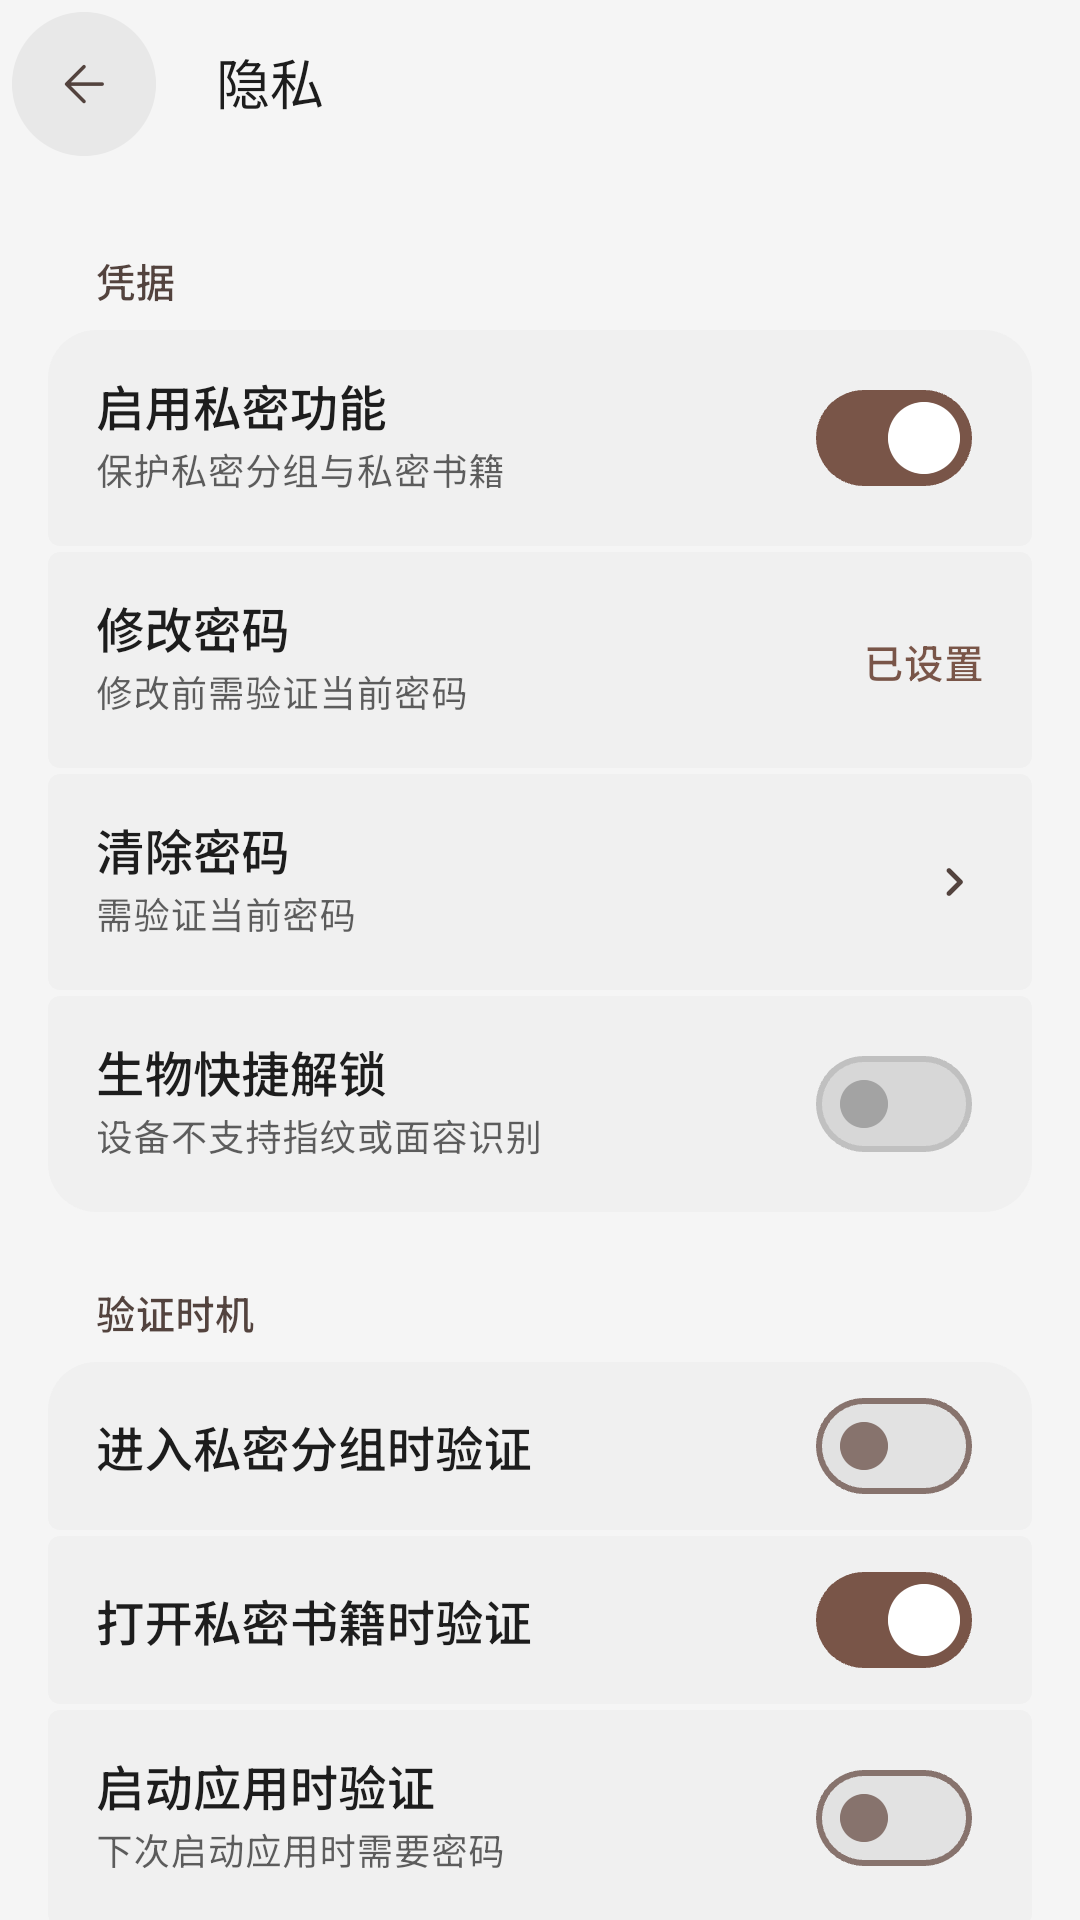 隐私
凭据
启用私密功能
保护私密分组与私密书籍
修改密码
修改前需验证当前密码
已设置
清除密码
需验证当前密码
生物快捷解锁
设备不支持指纹或面容识别
验证时机
进入私密分组时验证
打开私密书籍时验证
启动应用时验证
下次启动应用时需要密码